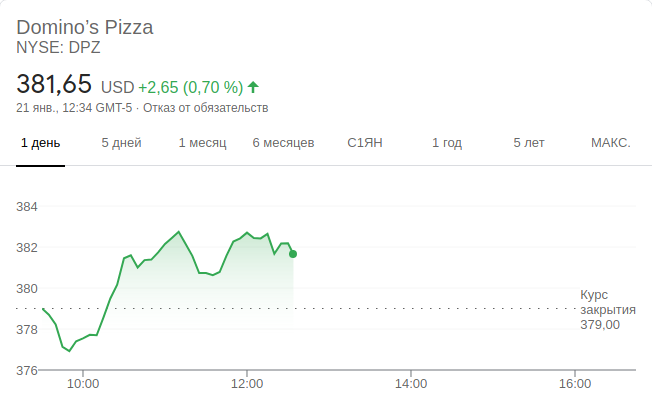 Domino’s Pizza
NYSE: DPZ
381,65 USD +2,65 (0,70 %)
21 янв., 12:34 GMT-5 · Отказ от обязательств
1 день 5 дней 1 месяц 6 месяцев С1ЯН 1 год 5 лет МАКС.
384
382
380
378
376
Курс
закрытия
379,00
10:00 12:00 14:00 16:00